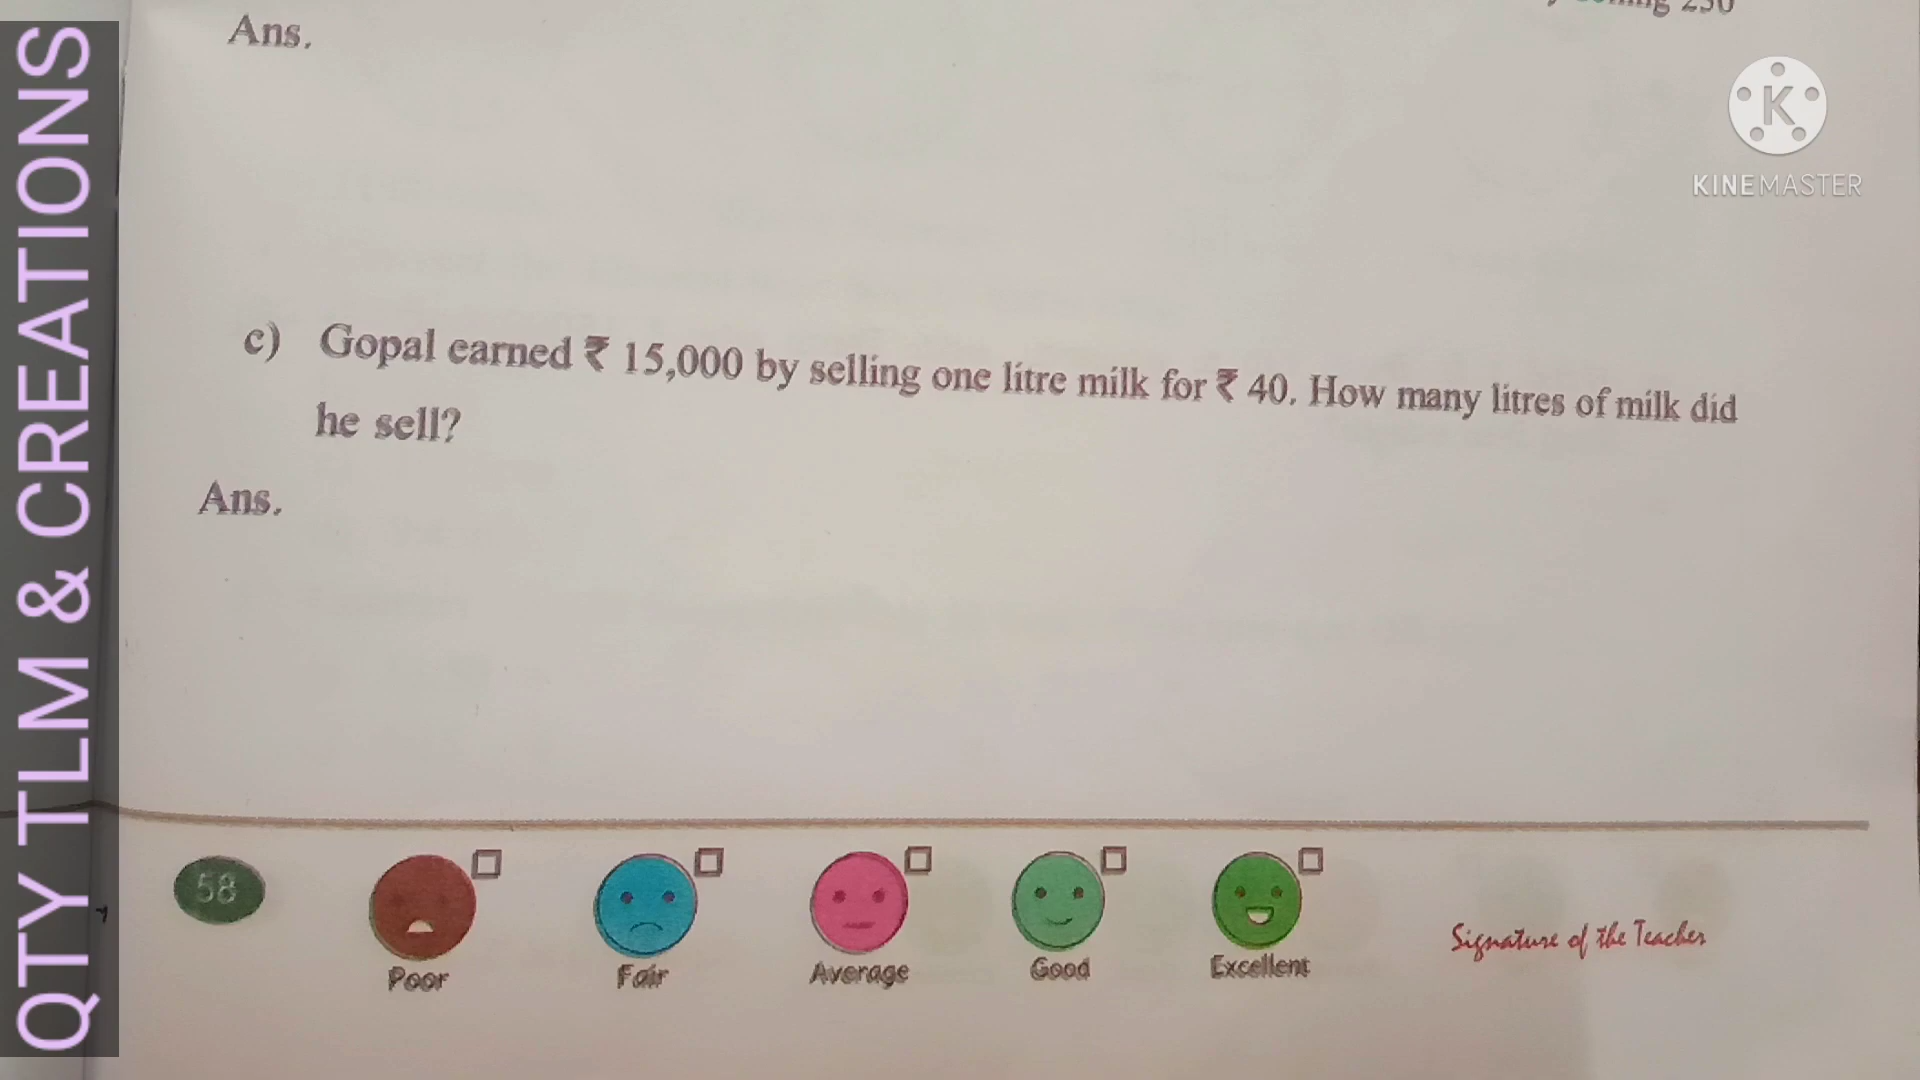 Ans.
QTY TLM & CREATIONS
KINEMASTER
c) Gopal earned ₹ 15,000 by selling one litre milk for ₹ 40. How many litres of milk did
he sell?
Ans.
58
Poor Fair Average Good Excellent
Signature of the Teacher